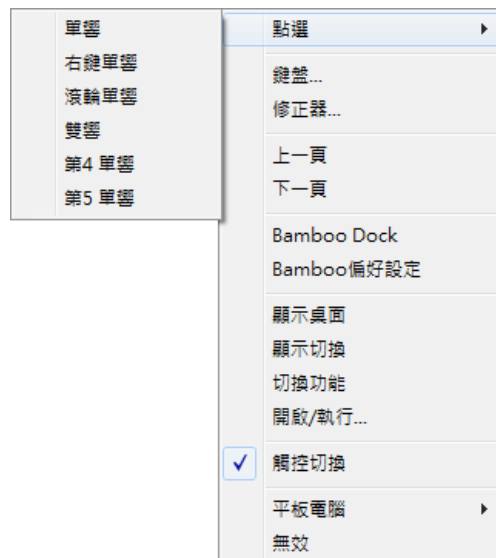 單響
右鍵單響
滾輪單響
雙響
第4 單響
第5 單響
點選
鍵盤...
修正器...
上一頁
下一頁
Bamboo Dock
Bamboo偏好設定
顯示桌面
顯示切換
切換功能
開啟/執行...
觸控切換
平板電腦
無效